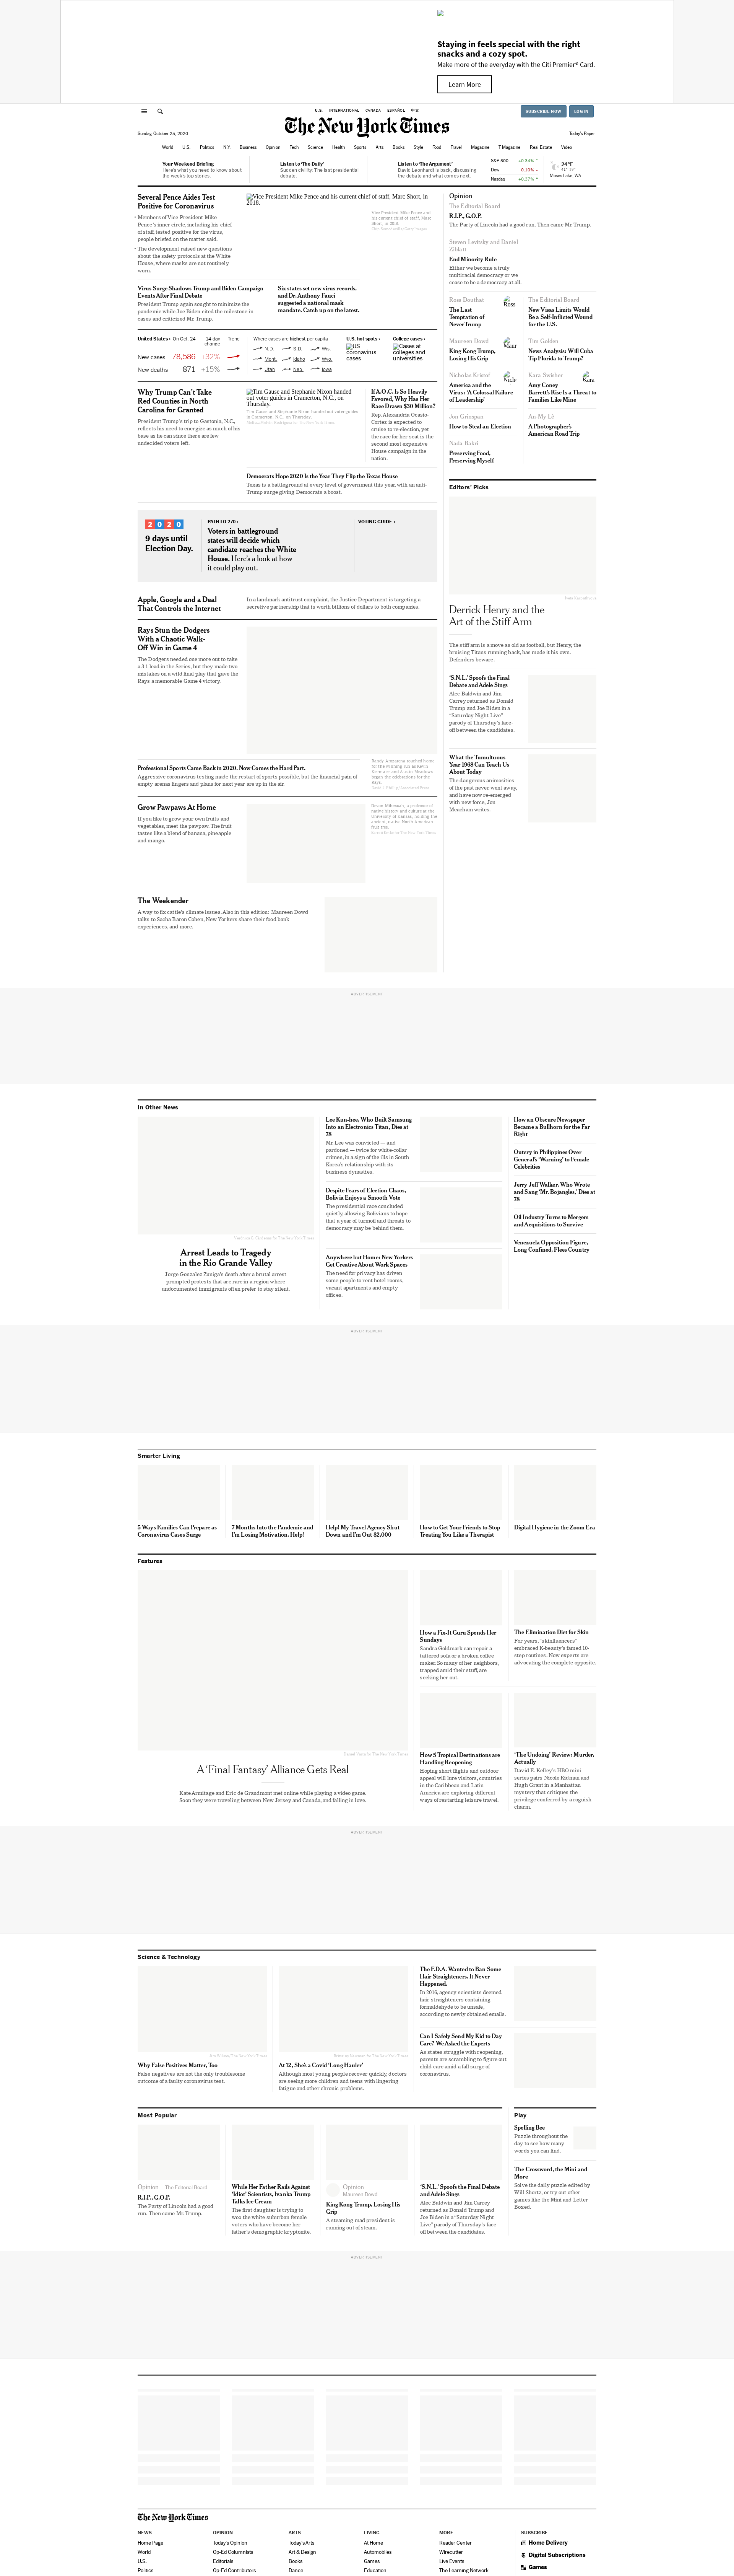 Staying in feels special with the right
snacks and a cozy spot.
Make more of the everyday with the Citi Premier® Card.
Learn More
U.S. INTERNATIONAL CANADA ESPAÑOL 中文
SUBSCRIBE NOW LOG IN
The New York Times
Sunday, October 25, 2020
Today's Paper
World U.S. Politics N.Y. Business Opinion Tech Science Health Sports Arts Books Style Food Travel Magazine T Magazine Real Estate Video
Your Weekend Briefing
Here's what you need to know about
the week's top stories.
Listen to 'The Daily'
Sudden civility: The last presidential
debate.
Listen to 'The Argument'
David Leonhardt is back, discussing
the debate and what comes next.
S&P 500 +0.34%
Dow -0.10%
Nasdaq +0.37%
24°F
Moses Lake, WA
Several Pence Aides Test
Positive for Coronavirus
Members of Vice President Mike
Pence's inner circle, including his chief
of staff, tested positive for the virus,
people briefed on the matter said.
The development raised new questions
about the safety protocols at the White
House, where masks are not routinely
worn.
Vice President Mike Pence and his current chief of staff, Marc Short, in
2018.
Vice President Mike Pence and
his current chief of staff, Marc
Short, in 2018.
Virus Surge Shadows Trump and Biden Campaign
Events After Final Debate
President Trump again sought to minimize the
pandemic while Joe Biden cited the milestone in
cases and criticized Mr. Trump.
Six states set new virus records,
and Dr. Anthony Fauci
suggested a national mask
mandate. Catch up on the latest.
United States › On Oct. 24 14-day
change Trend
New cases 78,586 +32%
New deaths 871 +15%
Where cases are highest per capita
N.D. S.D. Wis.
Mont. Idaho Wyo.
Utah Neb. Iowa
U.S. hot spots ›
US
coronavirus
cases
College cases ›
Cases at
colleges and
universities
Why Trump Can't Take
Red Counties in North
Carolina for Granted
President Trump's trip to Gastonia, N.C.,
reflects his need to energize as much of his
base as he can since there are few
undecided voters left.
Tim Gause and Stephanie Nixon handed
out voter guides in Cramerton, N.C., on
Thursday.
Tim Gause and Stephanie Nixon handed out voter guides
in Cramerton, N.C., on Thursday.
If A.O.C. Is So Heavily
Favored, Why Has Her
Race Drawn $30 Million?
Rep. Alexandria Ocasio-
Cortez is expected to
cruise to re-election, yet
the race for her seat is the
second most expensive
House campaign in the
nation.
Democrats Hope 2020 Is the Year They Flip the Texas House
Texas is a battleground at every level of government this year, with an anti-
Trump surge giving Democrats a boost.
2020
9 days until
Election Day.
PATH TO 270 ›
Voters in battleground
states will decide which
candidate reaches the White
House. Here's a look at how
it could play out.
VOTING GUIDE ›
Apple, Google and a Deal
That Controls the Internet
In a landmark antitrust complaint, the Justice Department is targeting a
secretive partnership that is worth billions of dollars to both companies.
Rays Stun the Dodgers
With a Chaotic Walk-
Off Win in Game 4
The Dodgers needed one more out to take
a 3-1 lead in the Series, but they made two
mistakes on a wild final play that gave the
Rays a memorable Game 4 victory.
Professional Sports Came Back in 2020. Now Comes the Hard Part.
Aggressive coronavirus testing made the restart of sports possible, but the financial pain of
empty arenas lingers and plans for next year are up in the air.
Grow Pawpaws At Home
If you like to grow your own fruits and
vegetables, meet the pawpaw. The fruit
tastes like a blend of banana, pineapple
and mango.
The Weekender
A way to fix cattle's climate issues. Also in this edition: Maureen Dowd
talks to Sacha Baron Cohen, New Yorkers share their food bank
experiences, and more.
Opinion
The Editorial Board
R.I.P., G.O.P.
The Party of Lincoln had a good run. Then came Mr. Trump.
Steven Levitsky and Daniel
Ziblatt
End Minority Rule
Either we become a truly
multiracial democracy or we
cease to be a democracy at all.
Ross Douthat
The Last
Temptation of
NeverTrump
The Editorial Board
New Visas Limits Would
Be a Self-Inflicted Wound
for the U.S.
Maureen Dowd
King Kong Trump,
Losing His Grip
Tim Golden
News Analysis: Will Cuba
Tip Florida to Trump?
Nicholas Kristof
America and the
Virus: 'A Colossal Failure
of Leadership'
Kara Swisher
Amy Coney
Barrett's Rise Is a Threat to
Families Like Mine
Jon Grinspan
How to Steal an Election
An-My Lê
A Photographer's
American Road Trip
Nada Bakri
Preserving Food,
Preserving Myself
Editors' Picks
Derrick Henry and the
Art of the Stiff Arm
The stiff arm is a move as old as football, but Henry, the
bruising Titans running back, has made it his own.
Defenders beware.
'S.N.L.' Spoofs the Final
Debate and Adele Sings
Alec Baldwin and Jim
Carrey returned as Donald
Trump and Joe Biden in a
"Saturday Night Live"
parody of Thursday's face-
off between the candidates.
What the Tumultuous
Year 1968 Can Teach Us
About Today
The dangerous animosities
of the past never went away,
and have now re-emerged
with new force, Jon
Meacham writes.
ADVERTISEMENT
In Other News
Arrest Leads to Tragedy
in the Rio Grande Valley
Jorge Gonzalez Zuniga's death after a brutal arrest
prompted protests that are rare in a region where
undocumented immigrants often prefer to stay silent.
Lee Kun-hee, Who Built Samsung
Into an Electronics Titan, Dies at
78
Mr. Lee was convicted — and
pardoned — twice for white-collar
crimes, in a sign of the ills in South
Korea's relationship with its
business dynasties.
Despite Fears of Election Chaos,
Bolivia Enjoys a Smooth Vote
The presidential race concluded
quietly, allowing Bolivians to hope
that a year of turmoil and threats to
democracy may be behind them.
Anywhere but Home: New Yorkers
Get Creative About Work Spaces
The need for privacy has driven
some people to rent hotel rooms,
vacant apartments and empty
offices.
How an Obscure Newspaper
Became a Bullhorn for the Far
Right
Outcry in Philippines Over
General's 'Warning' to Female
Celebrities
Jerry Jeff Walker, Who Wrote
and Sang 'Mr. Bojangles,' Dies at
78
Oil Industry Turns to Mergers
and Acquisitions to Survive
Venezuela Opposition Figure,
Long Confined, Flees Country
ADVERTISEMENT
Smarter Living
5 Ways Families Can Prepare as
Coronavirus Cases Surge
7 Months Into the Pandemic and
I'm Losing Motivation. Help!
Help! My Travel Agency Shut
Down and I'm Out $2,000
How to Get Your Friends to Stop
Treating You Like a Therapist
Digital Hygiene in the Zoom Era
Features
A 'Final Fantasy' Alliance Gets Real
Kate Armitage and Eric de Grandmont met online while playing a video game.
Soon they were traveling between New Jersey and Canada, and falling in love.
How a Fix-It Guru Spends Her
Sundays
Sandra Goldmark can repair a
tattered sofa or a broken coffee
maker. So many of her neighbors,
trapped amid their stuff, are
seeking her out.
The Elimination Diet for Skin
For years, "skinfluencers"
embraced K-beauty's famed 10-
step routines. Now experts are
advocating the complete opposite.
How 5 Tropical Destinations are
Handling Reopening
Hoping short flights and outdoor
appeal will lure visitors, countries
in the Caribbean and Latin
America are exploring different
ways of restarting leisure travel.
'The Undoing' Review: Murder,
Actually
David E. Kelley's HBO mini-
series pairs Nicole Kidman and
Hugh Grant in a Manhattan
mystery that critiques the
privilege conferred by a roguish
charm.
ADVERTISEMENT
Science & Technology
Why False Positives Matter, Too
False negatives are not the only troublesome
outcome of a faulty coronavirus test.
At 12, She's a Covid 'Long Hauler'
Although most young people recover quickly, doctors
are seeing more children and teens with lingering
fatigue and other chronic problems.
The F.D.A. Wanted to Ban Some
Hair Straighteners. It Never
Happened.
In 2016, agency scientists deemed
hair straighteners containing
formaldehyde to be unsafe,
according to newly obtained emails.
Can I Safely Send My Kid to Day
Care? We Asked the Experts
As states struggle with reopening,
parents are scrambling to figure out
child care amid a fall surge of
coronavirus.
Most Popular
Opinion The Editorial Board
R.I.P., G.O.P.
The Party of Lincoln had a good
run. Then came Mr. Trump.
While Her Father Rails Against
'Idiot' Scientists, Ivanka Trump
Talks Ice Cream
The first daughter is trying to
woo the white suburban female
voters who have become her
father's demographic kryptonite.
Opinion
Maureen Dowd
King Kong Trump, Losing His
Grip
A steaming mad president is
running out of steam.
'S.N.L.' Spoofs the Final Debate
and Adele Sings
Alec Baldwin and Jim Carrey
returned as Donald Trump and
Joe Biden in a "Saturday Night
Live" parody of Thursday's face-
off between the candidates.
Play
Spelling Bee
Puzzle throughout the
day to see how many
words you can find.
The Crossword, the Mini and
More
Solve the daily puzzle edited by
Will Shortz, or try out other
games like the Mini and Letter
Boxed.
ADVERTISEMENT
The New York Times
NEWS
Home Page
World
U.S.
Politics
OPINION
Today's Opinion
Op-Ed Columnists
Editorials
Op-Ed Contributors
ARTS
Today's Arts
Art & Design
Books
Dance
LIVING
At Home
Automobiles
Games
Education
MORE
Reader Center
Wirecutter
Live Events
The Learning Network
SUBSCRIBE
Home Delivery
Digital Subscriptions
Games